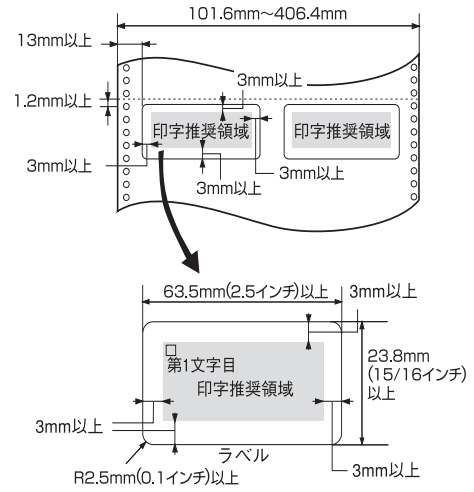 101.6mm～406.4mm
13mm以上
3mm以上
1.2mm以上
印字推奨領域
印字推奨領域
3mm以上
3mm以上
3mm以上
63.5mm(2.5インチ)以上
3mm以上
第1文字目
印字推奨領域
23.8mm
(15/16インチ)
以上
3mm以上
ラベル
R2.5mm(0.1インチ)以上
3mm以上